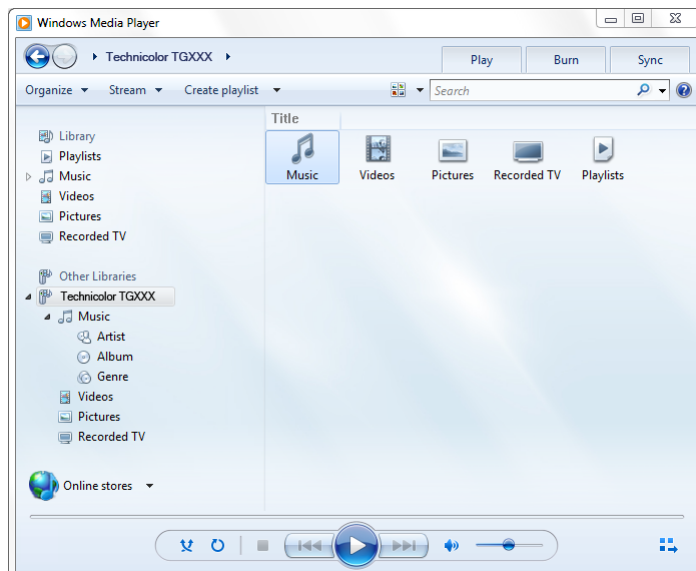 Windows Media Player
Technicolor TGXXX
Play Burn Sync
Organize Stream Create playlist Search
Title
Library
Playlists
Music
Videos
Pictures
Recorded TV
Other Libraries
Technicolor TGXXX
Music
Artist
Album
Genre
Videos
Pictures
Recorded TV
Online stores
Music Videos Pictures Recorded TV Playlists